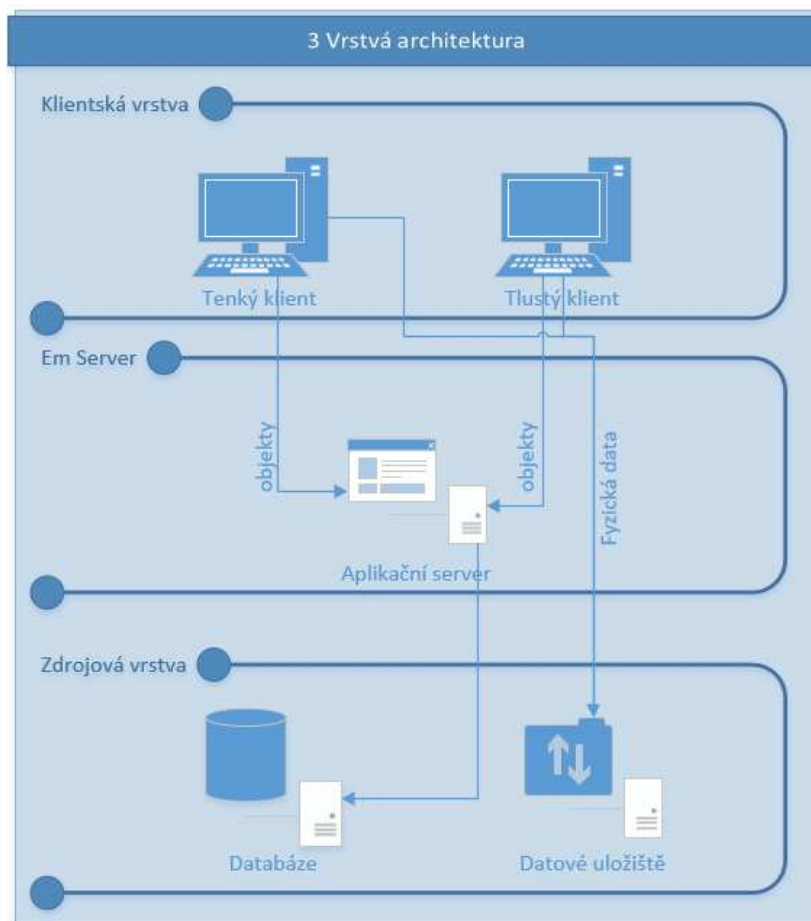 3 Vrstvá architektura
Klientská vrstva
Tenký klient
Tlustý klient
Em Server
objekty
objekty
Fyzická data
Aplikační server
Zdrojová vrstva
Databáze
Datové uložiště